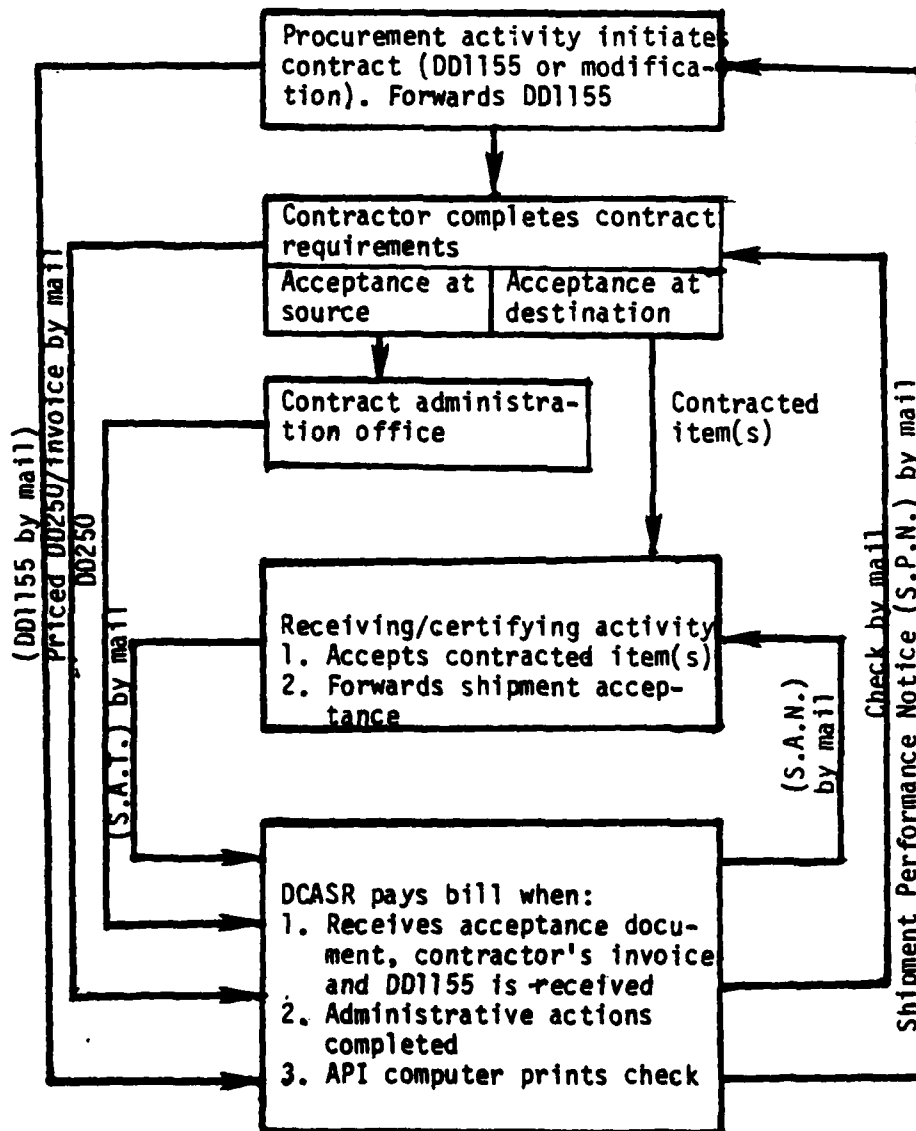 Procurement activity initiates
contract (DD1155 or modifica-
tion). Forwards DD1155
Contractor completes contract
requirements
Acceptance at
source
Acceptance at
destination
Contract administra-
tion office
Contracted
item(s)
Receiving/certifying activity
1. Accepts contracted item(s)
2. Forwards shipment accep-
tance
DCASR pays bill when:
1. Receives acceptance docu-
ment, contractor's invoice
and DD1155 is received
2. Administrative actions
completed
3. API computer prints check
(DD1155 by mail)
Priced DD250/invoice by mail
DD250
(S.A.T.) by mail
(S.A.N.)
by mail
Check by mail
Shipment Performance Notice (S.P.N.) by mail